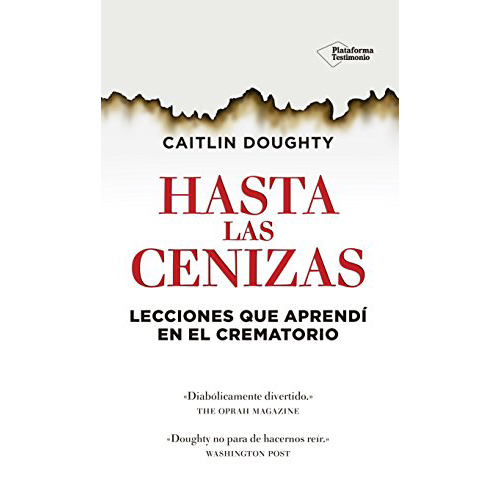 Plataforma
Testimonio
CAITLIN DOUGHTY
HASTA
LAS
CENIZAS
LECCIONES QUE APRENDÍ
EN EL CREMATORIO
«Diabólicamente divertido.»
THE OPRAH MAGAZINE
«Doughty no para de hacernos reír.»
WASHINGTON POST